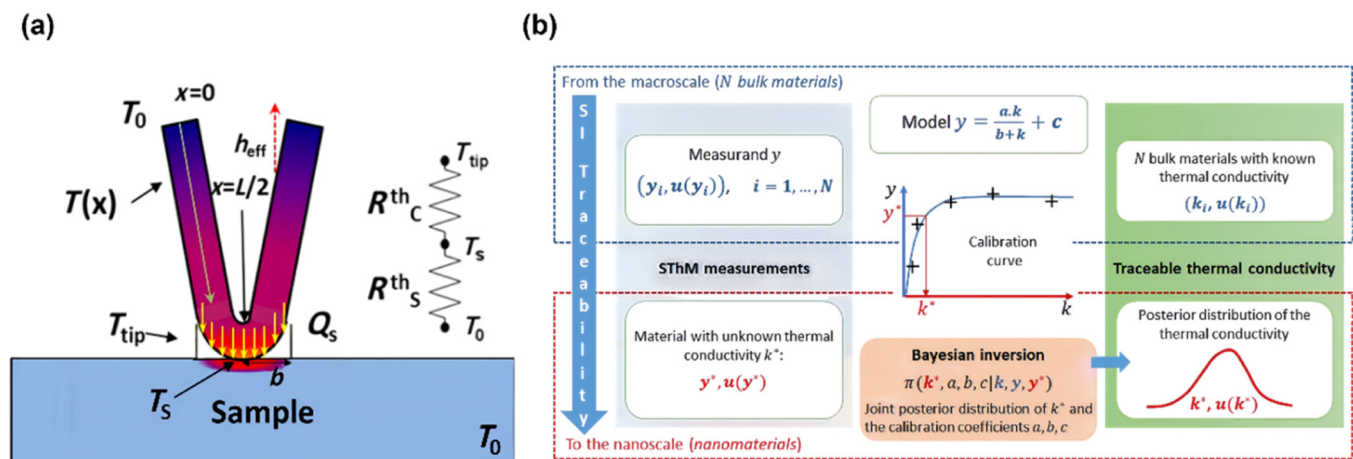 (a)
x=0
T0
heff
x=L/2
T(x)
Ttip
RthC
Ts
RthS
T0
Ttip
Qs
b
TS
Sample
T0
(b)
From the macroscale (N bulk materials)
SI Traceability
Measurand y
(yi, u(yi)), i = 1, ..., N
SThM measurements
Material with unknown thermal
conductivity k*:
y*, u(y*)
Model y = a.k / b+k + c
y
y*
Calibration
curve
k*
k
Bayesian inversion
π(k*, a, b, c|k, y, y*)
Joint posterior distribution of k* and
the calibration coefficients a, b, c
N bulk materials with known
thermal conductivity
(ki, u(ki))
Traceable thermal conductivity
Posterior distribution of the
thermal conductivity
k*, u(k*)
To the nanoscale (nanomaterials)